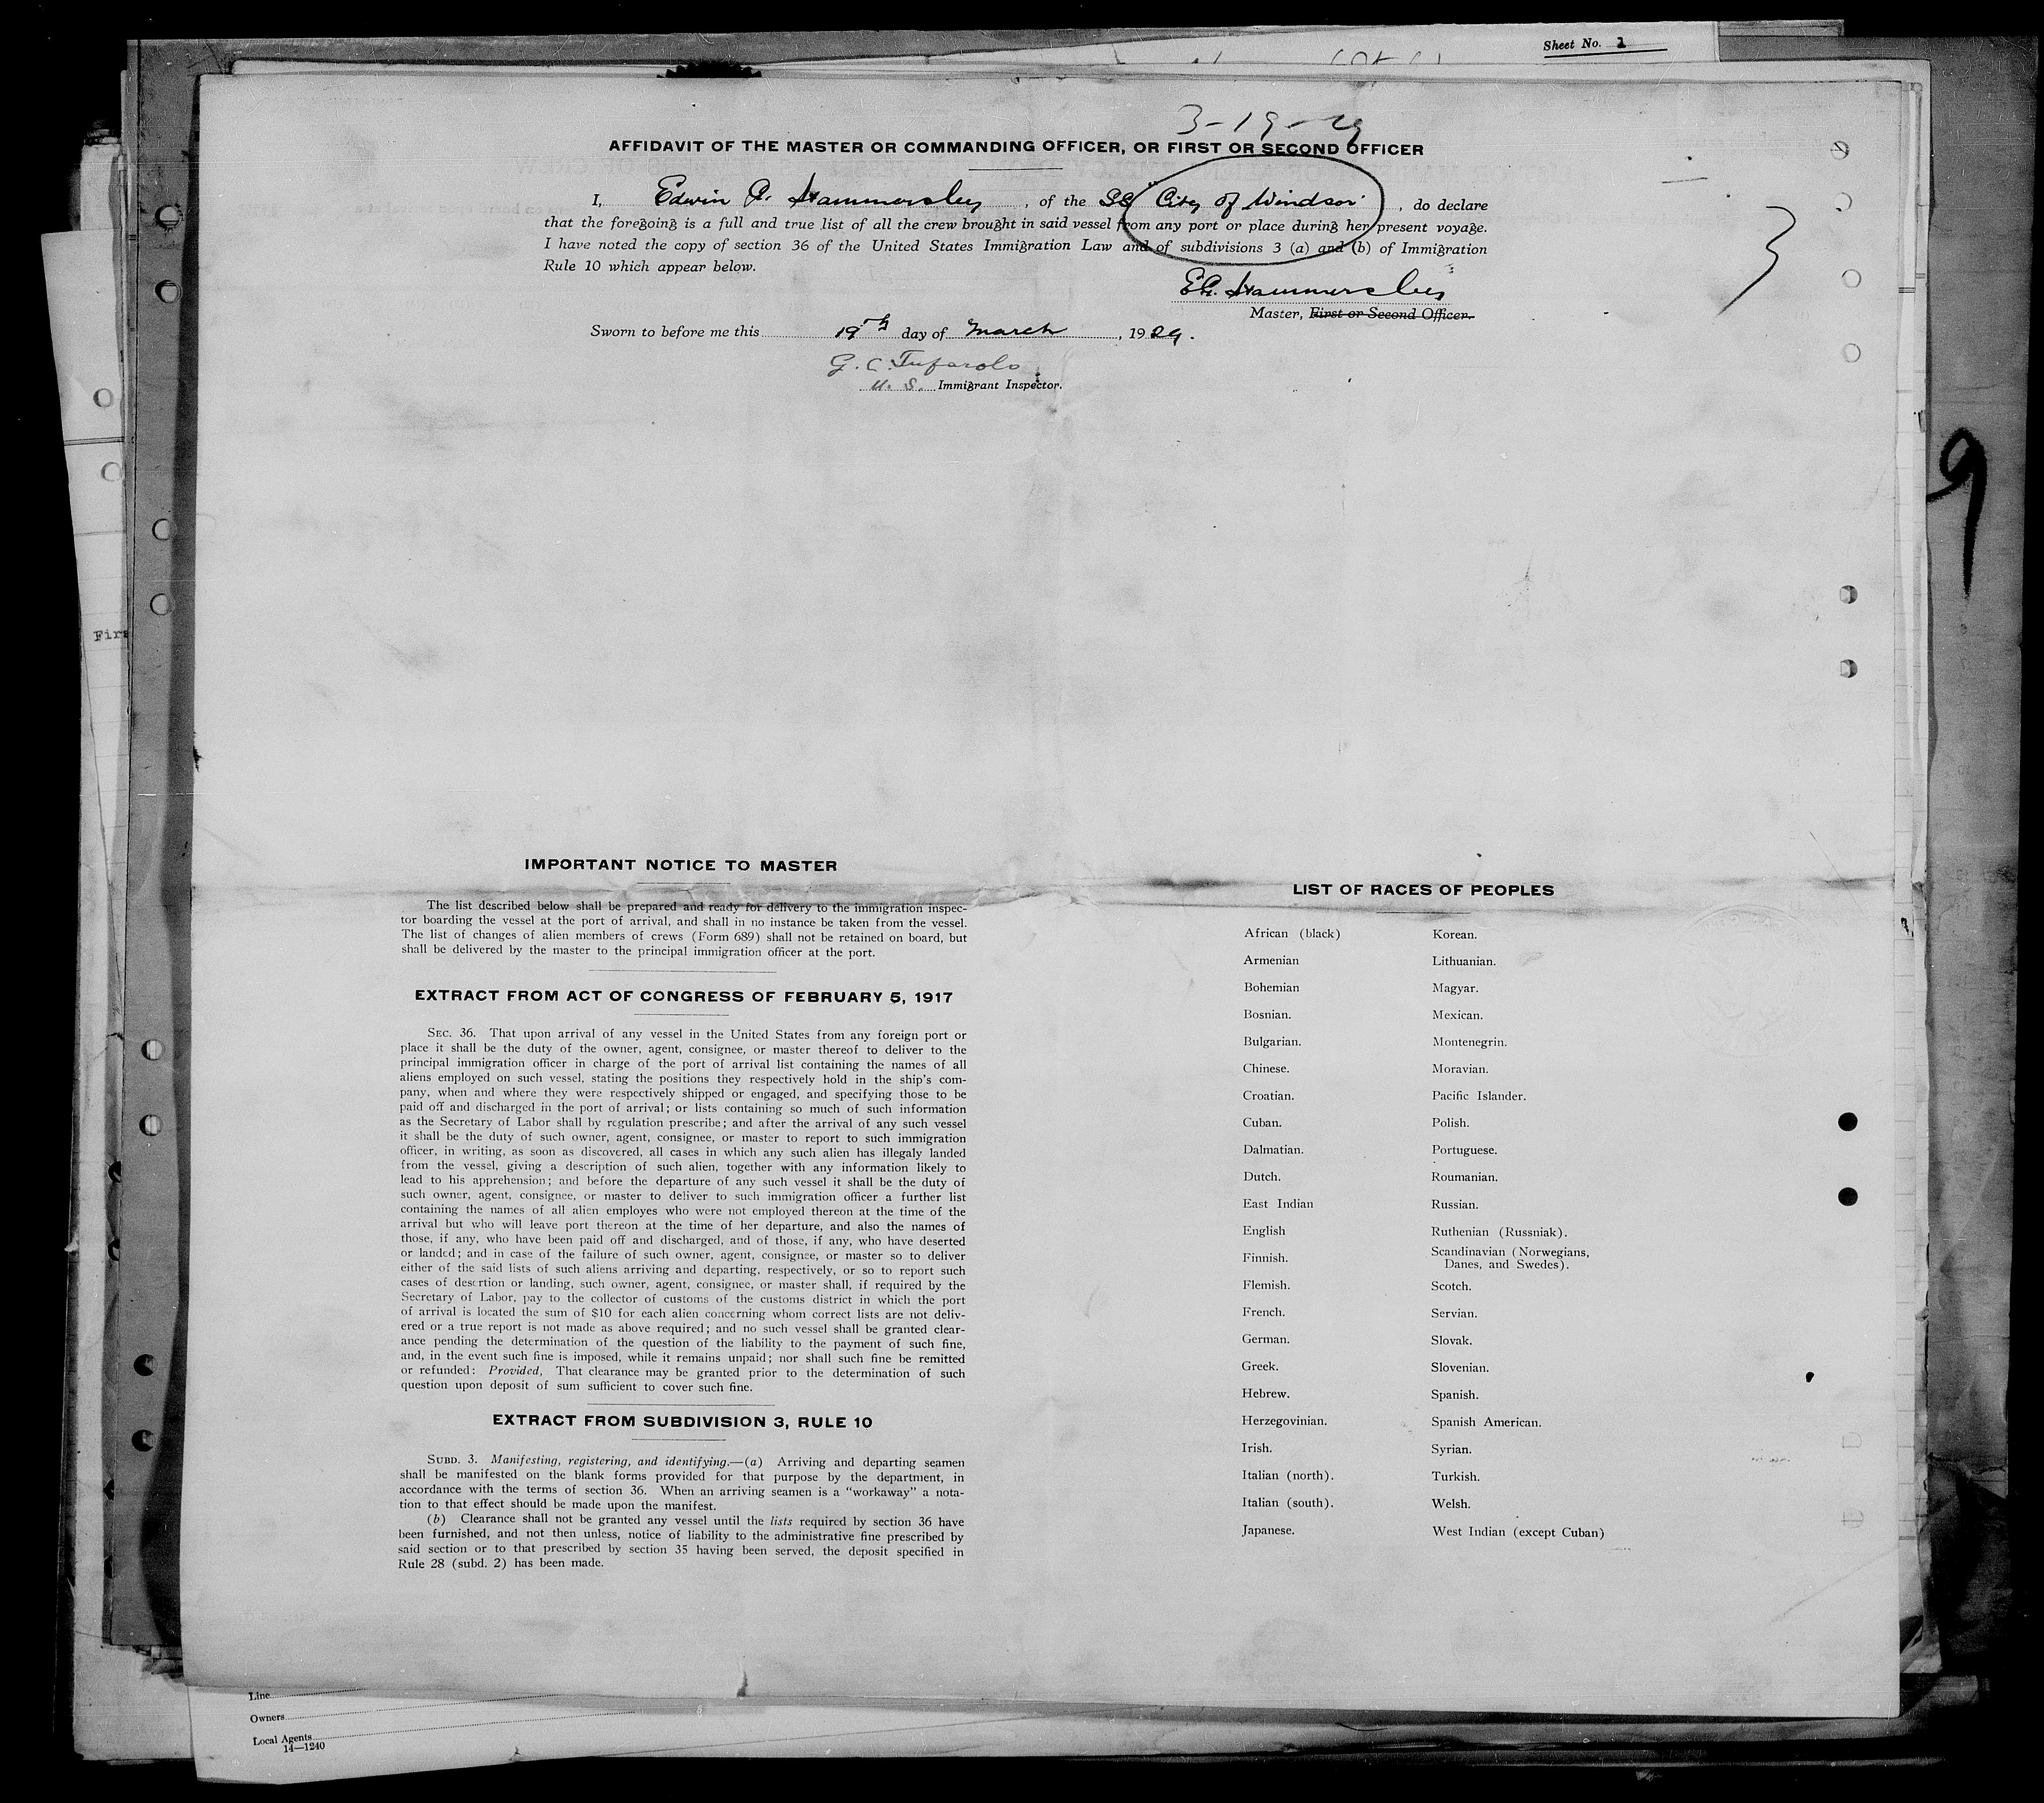 Sheet No. 1
3-19-29
AFFIDAVIT OF THE MASTER OR COMMANDING OFFICER, OR FIRST OR SECOND OFFICER
I, Edwin A. Hammersley, of the SS "City of Windsor", do declare
that the foregoing is a full and true list of all the crew brought in said vessel from any port or place during her present voyage.
I have noted the copy of section 36 of the United States Immigration Law and of subdivisions 3 (a) and (b) of Immigration
Rule 10 which appear below.
EA. Hammersley
Master, First or Second Officer.
Sworn to before me this 19th day of March, 1929.
G. C. Tufarolo
U. S. Immigrant Inspector.
3
9
Firs
IMPORTANT NOTICE TO MASTER
The list described below shall be prepared and ready for delivery to the immigration inspec-
tor boarding the vessel at the port of arrival, and shall in no instance be taken from the vessel.
The list of changes of alien members of crews (Form 689) shall not be retained on board, but
shall be delivered by the master to the principal immigration officer at the port.
EXTRACT FROM ACT OF CONGRESS OF FEBRUARY 5, 1917
SEC. 36. That upon arrival of any vessel in the United States from any foreign port or
place it shall be the duty of the owner, agent, consignee, or master thereof to deliver to the
principal immigration officer in charge of the port of arrival list containing the names of all
aliens employed on such vessel, stating the positions they respectively hold in the ship's com-
pany, when and where they were respectively shipped or engaged, and specifying those to be
paid off and discharged in the port of arrival; or lists containing so much of such information
as the Secretary of Labor shall by regulation prescribe; and after the arrival of any such vessel
it shall be the duty of such owner, agent, consignee, or master to report to such immigration
officer, in writing, as soon as discovered, all cases in which any such alien has illegaly landed
from the vessel, giving a description of such alien, together with any information likely to
lead to his apprehension; and before the departure of any such vessel it shall be the duty of
such owner, agent, consignee, or master to deliver to such immigration officer a further list
containing the names of all alien employes who were not employed thereon at the time of the
arrival but who will leave port thereon at the time of her departure, and also the names of
those, if any, who have been paid off and discharged, and of those, if any, who have deserted
or landed; and in case of the failure of such owner, agent, consignee, or master so to deliver
either of the said lists of such aliens arriving and departing, respectively, or so to report such
cases of desertion or landing, such owner, agent, consignee, or master shall, if required by the
Secretary of Labor, pay to the collector of customs of the customs district in which the port
of arrival is located the sum of $10 for each alien concerning whom correct lists are not deliv-
ered or a true report is not made as above required; and no such vessel shall be granted clear-
ance pending the determination of the question of the liability to the payment of such fine,
and, in the event such fine is imposed, while it remains unpaid; nor shall such fine be remitted
or refunded: Provided, That clearance may be granted prior to the determination of such
question upon deposit of sum sufficient to cover such fine.
EXTRACT FROM SUBDIVISION 3, RULE 10
SUBD. 3. Manifesting, registering, and identifying.—(a) Arriving and departing seamen
shall be manifested on the blank forms provided for that purpose by the department, in
accordance with the terms of section 36. When an arriving seamen is a "workaway" a nota-
tion to that effect should be made upon the manifest.
(b) Clearance shall not be granted any vessel until the lists required by section 36 have
been furnished, and not then unless, notice of liability to the administrative fine prescribed by
said section or to that prescribed by section 35 having been served, the deposit specified in
Rule 28 (subd. 2) has been made.
LIST OF RACES OF PEOPLES
African (black)
Armenian
Bohemian
Bosnian.
Bulgarian.
Chinese.
Croatian.
Cuban.
Dalmatian.
Dutch.
East Indian
English
Finnish.
Flemish.
French.
German.
Greek.
Hebrew.
Herzegovinian.
Irish.
Italian (north).
Italian (south).
Japanese.
Korean.
Lithuanian.
Magyar.
Mexican.
Montenegrin.
Moravian.
Pacific Islander.
Polish.
Portuguese.
Roumanian.
Russian.
Ruthenian (Russniak).
Scandinavian (Norwegians,
Danes, and Swedes).
Scotch.
Servian.
Slovak.
Slovenian.
Spanish.
Spanish American.
Syrian.
Turkish.
Welsh.
West Indian (except Cuban)
Line
Owners
Local Agents
14—1240